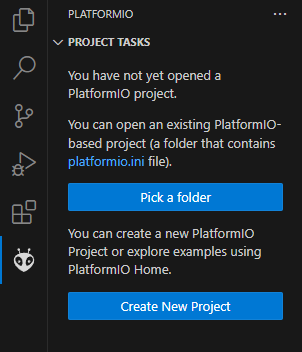 PLATFORMIO
PROJECT TASKS
You have not yet opened a
PlatformIO project.
You can open an existing PlatformIO-
based project (a folder that contains
platformio.ini file).
Pick a folder
You can create a new PlatformIO
Project or explore examples using
PlatformIO Home.
Create New Project